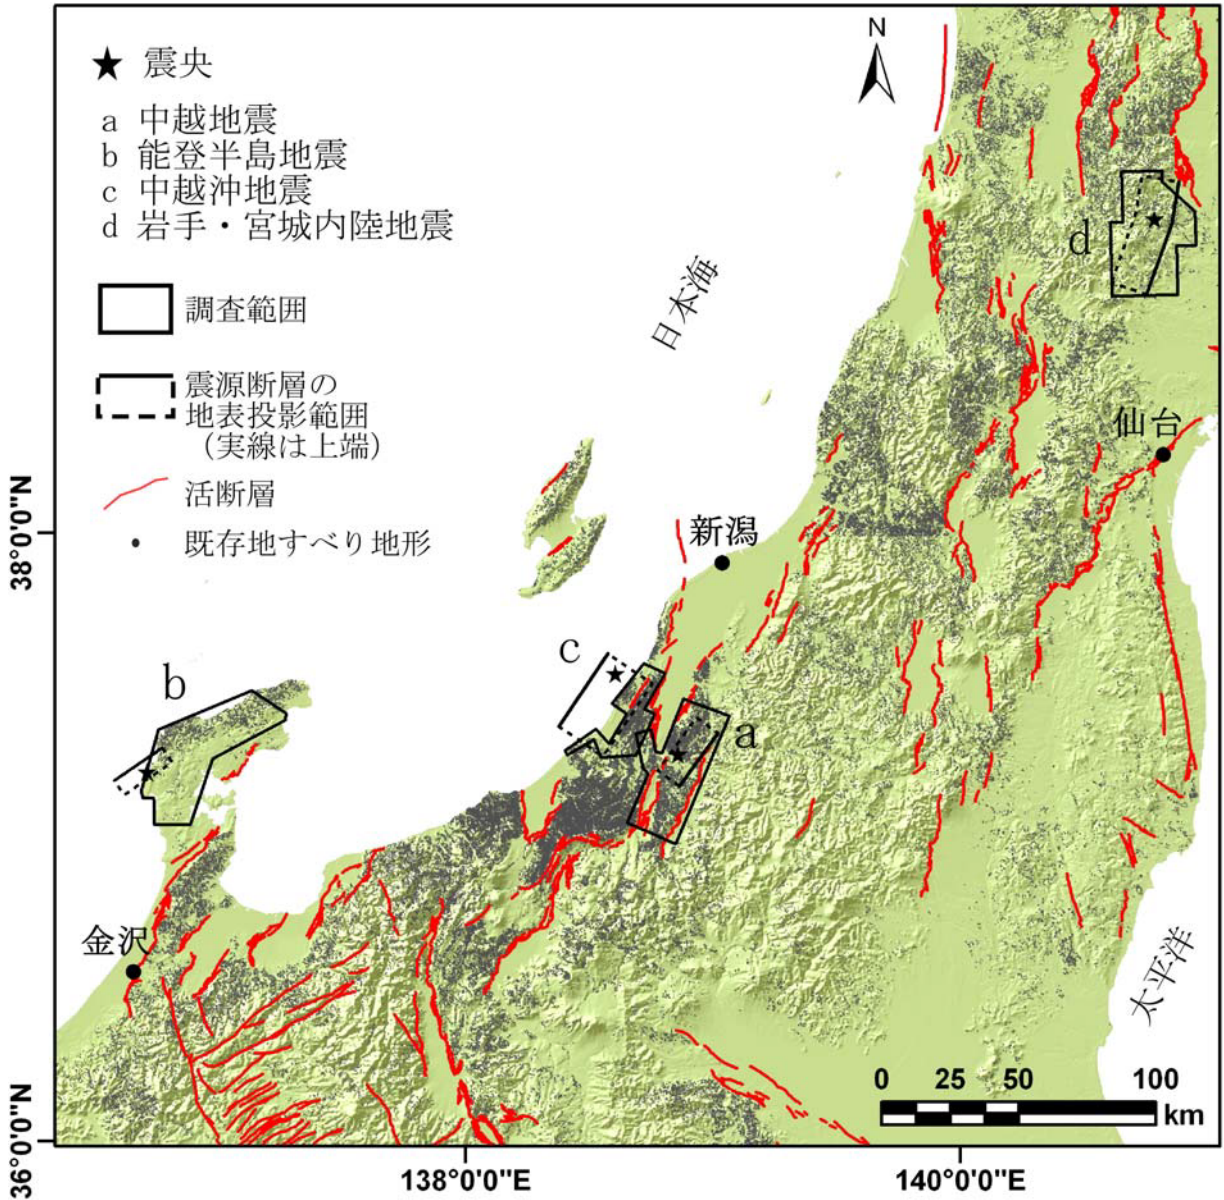 ★ 震央
a 中越地震
b 能登半島地震
c 中越沖地震
d 岩手・宮城内陸地震
調査範囲
震源断層の
地表投影範囲
（実線は上端）
活断層
既存地すべり地形
N
日本海
d
仙台
新潟
c
b
a
金沢
太平洋
0 25 50 100
km
38°0'0"N
36°0'0"N
138°0'0"E
140°0'0"E